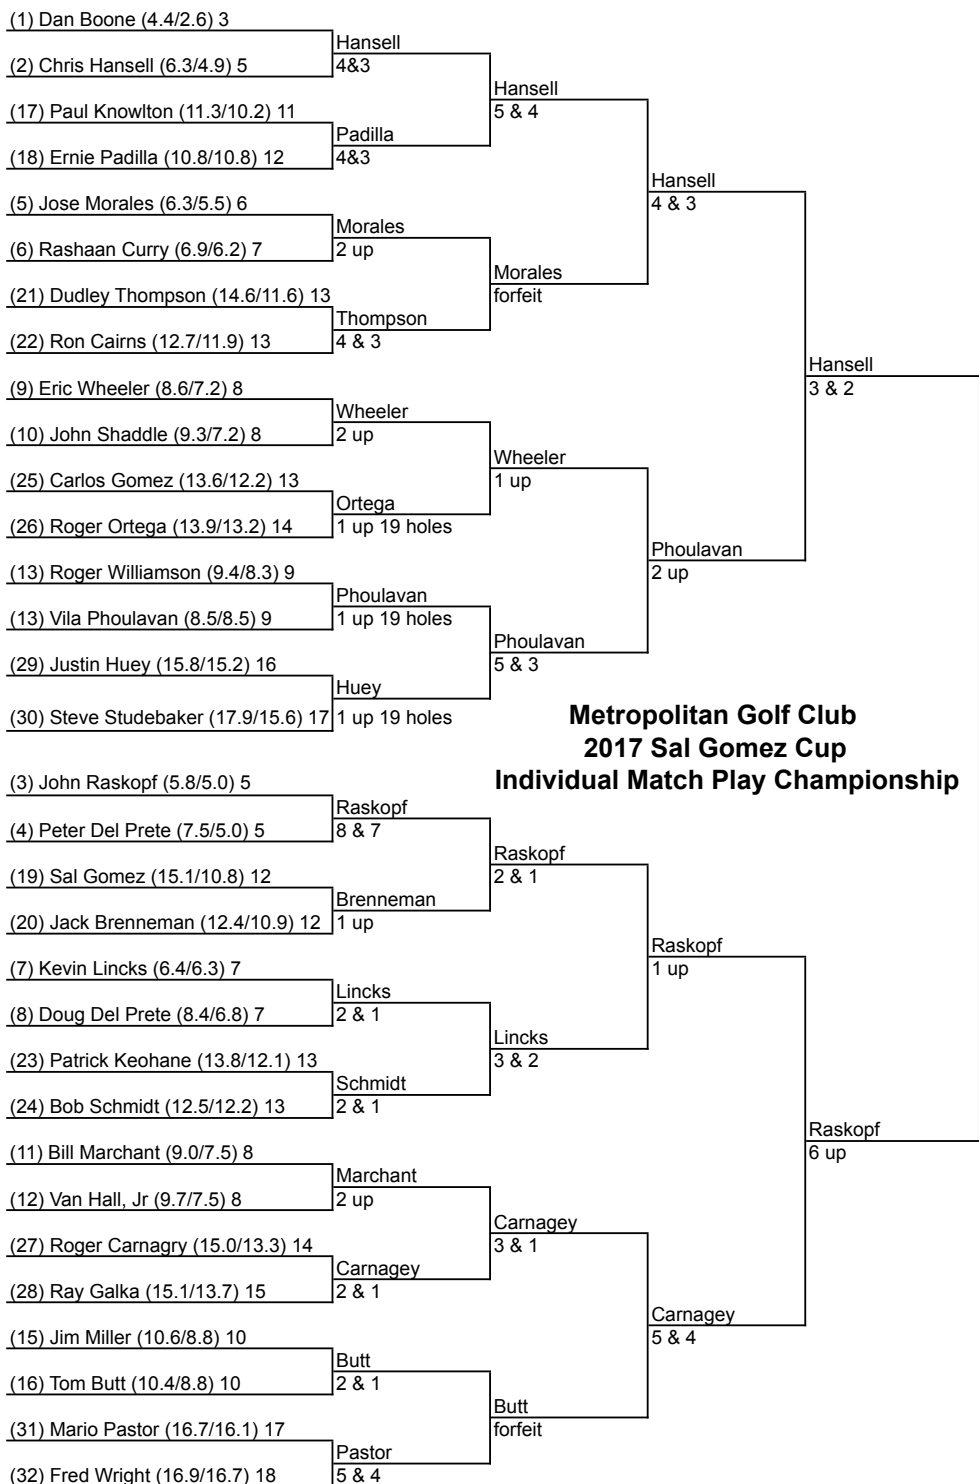 (1) Dan Boone (4.4/2.6) 3
Hansell
(2) Chris Hansell (6.3/4.9) 5
4&3
Hansell
5 & 4
(17) Paul Knowlton (11.3/10.2) 11
Padilla
(18) Ernie Padilla (10.8/10.8) 12
4&3
Hansell
4 & 3
(5) Jose Morales (6.3/5.5) 6
Morales
(6) Rashaan Curry (6.9/6.2) 7
2 up
Morales
forfeit
(21) Dudley Thompson (14.6/11.6) 13
Thompson
(22) Ron Cairns (12.7/11.9) 13
4 & 3
Hansell
3 & 2
(9) Eric Wheeler (8.6/7.2) 8
Wheeler
(10) John Shaddle (9.3/7.2) 8
2 up
Wheeler
1 up
(25) Carlos Gomez (13.6/12.2) 13
Ortega
(26) Roger Ortega (13.9/13.2) 14
1 up 19 holes
Phoulavan
2 up
(13) Roger Williamson (9.4/8.3) 9
Phoulavan
(13) Vila Phoulavan (8.5/8.5) 9
1 up 19 holes
Phoulavan
5 & 3
(29) Justin Huey (15.8/15.2) 16
Huey
(30) Steve Studebaker (17.9/15.6) 17
1 up 19 holes
Metropolitan Golf Club
2017 Sal Gomez Cup
Individual Match Play Championship
(3) John Raskopf (5.8/5.0) 5
Raskopf
(4) Peter Del Prete (7.5/5.0) 5
8 & 7
Raskopf
2 & 1
(19) Sal Gomez (15.1/10.8) 12
Brenneman
(20) Jack Brenneman (12.4/10.9) 12
1 up
Raskopf
1 up
(7) Kevin Lincks (6.4/6.3) 7
Lincks
(8) Doug Del Prete (8.4/6.8) 7
2 & 1
Lincks
3 & 2
(23) Patrick Keohane (13.8/12.1) 13
Schmidt
(24) Bob Schmidt (12.5/12.2) 13
2 & 1
Raskopf
6 up
(11) Bill Marchant (9.0/7.5) 8
Marchant
(12) Van Hall, Jr (9.7/7.5) 8
2 up
Carnagey
3 & 1
(27) Roger Carnagry (15.0/13.3) 14
Carnagey
(28) Ray Galka (15.1/13.7) 15
2 & 1
Carnagey
5 & 4
(15) Jim Miller (10.6/8.8) 10
Butt
(16) Tom Butt (10.4/8.8) 10
2 & 1
Butt
forfeit
(31) Mario Pastor (16.7/16.1) 17
Pastor
(32) Fred Wright (16.9/16.7) 18
5 & 4